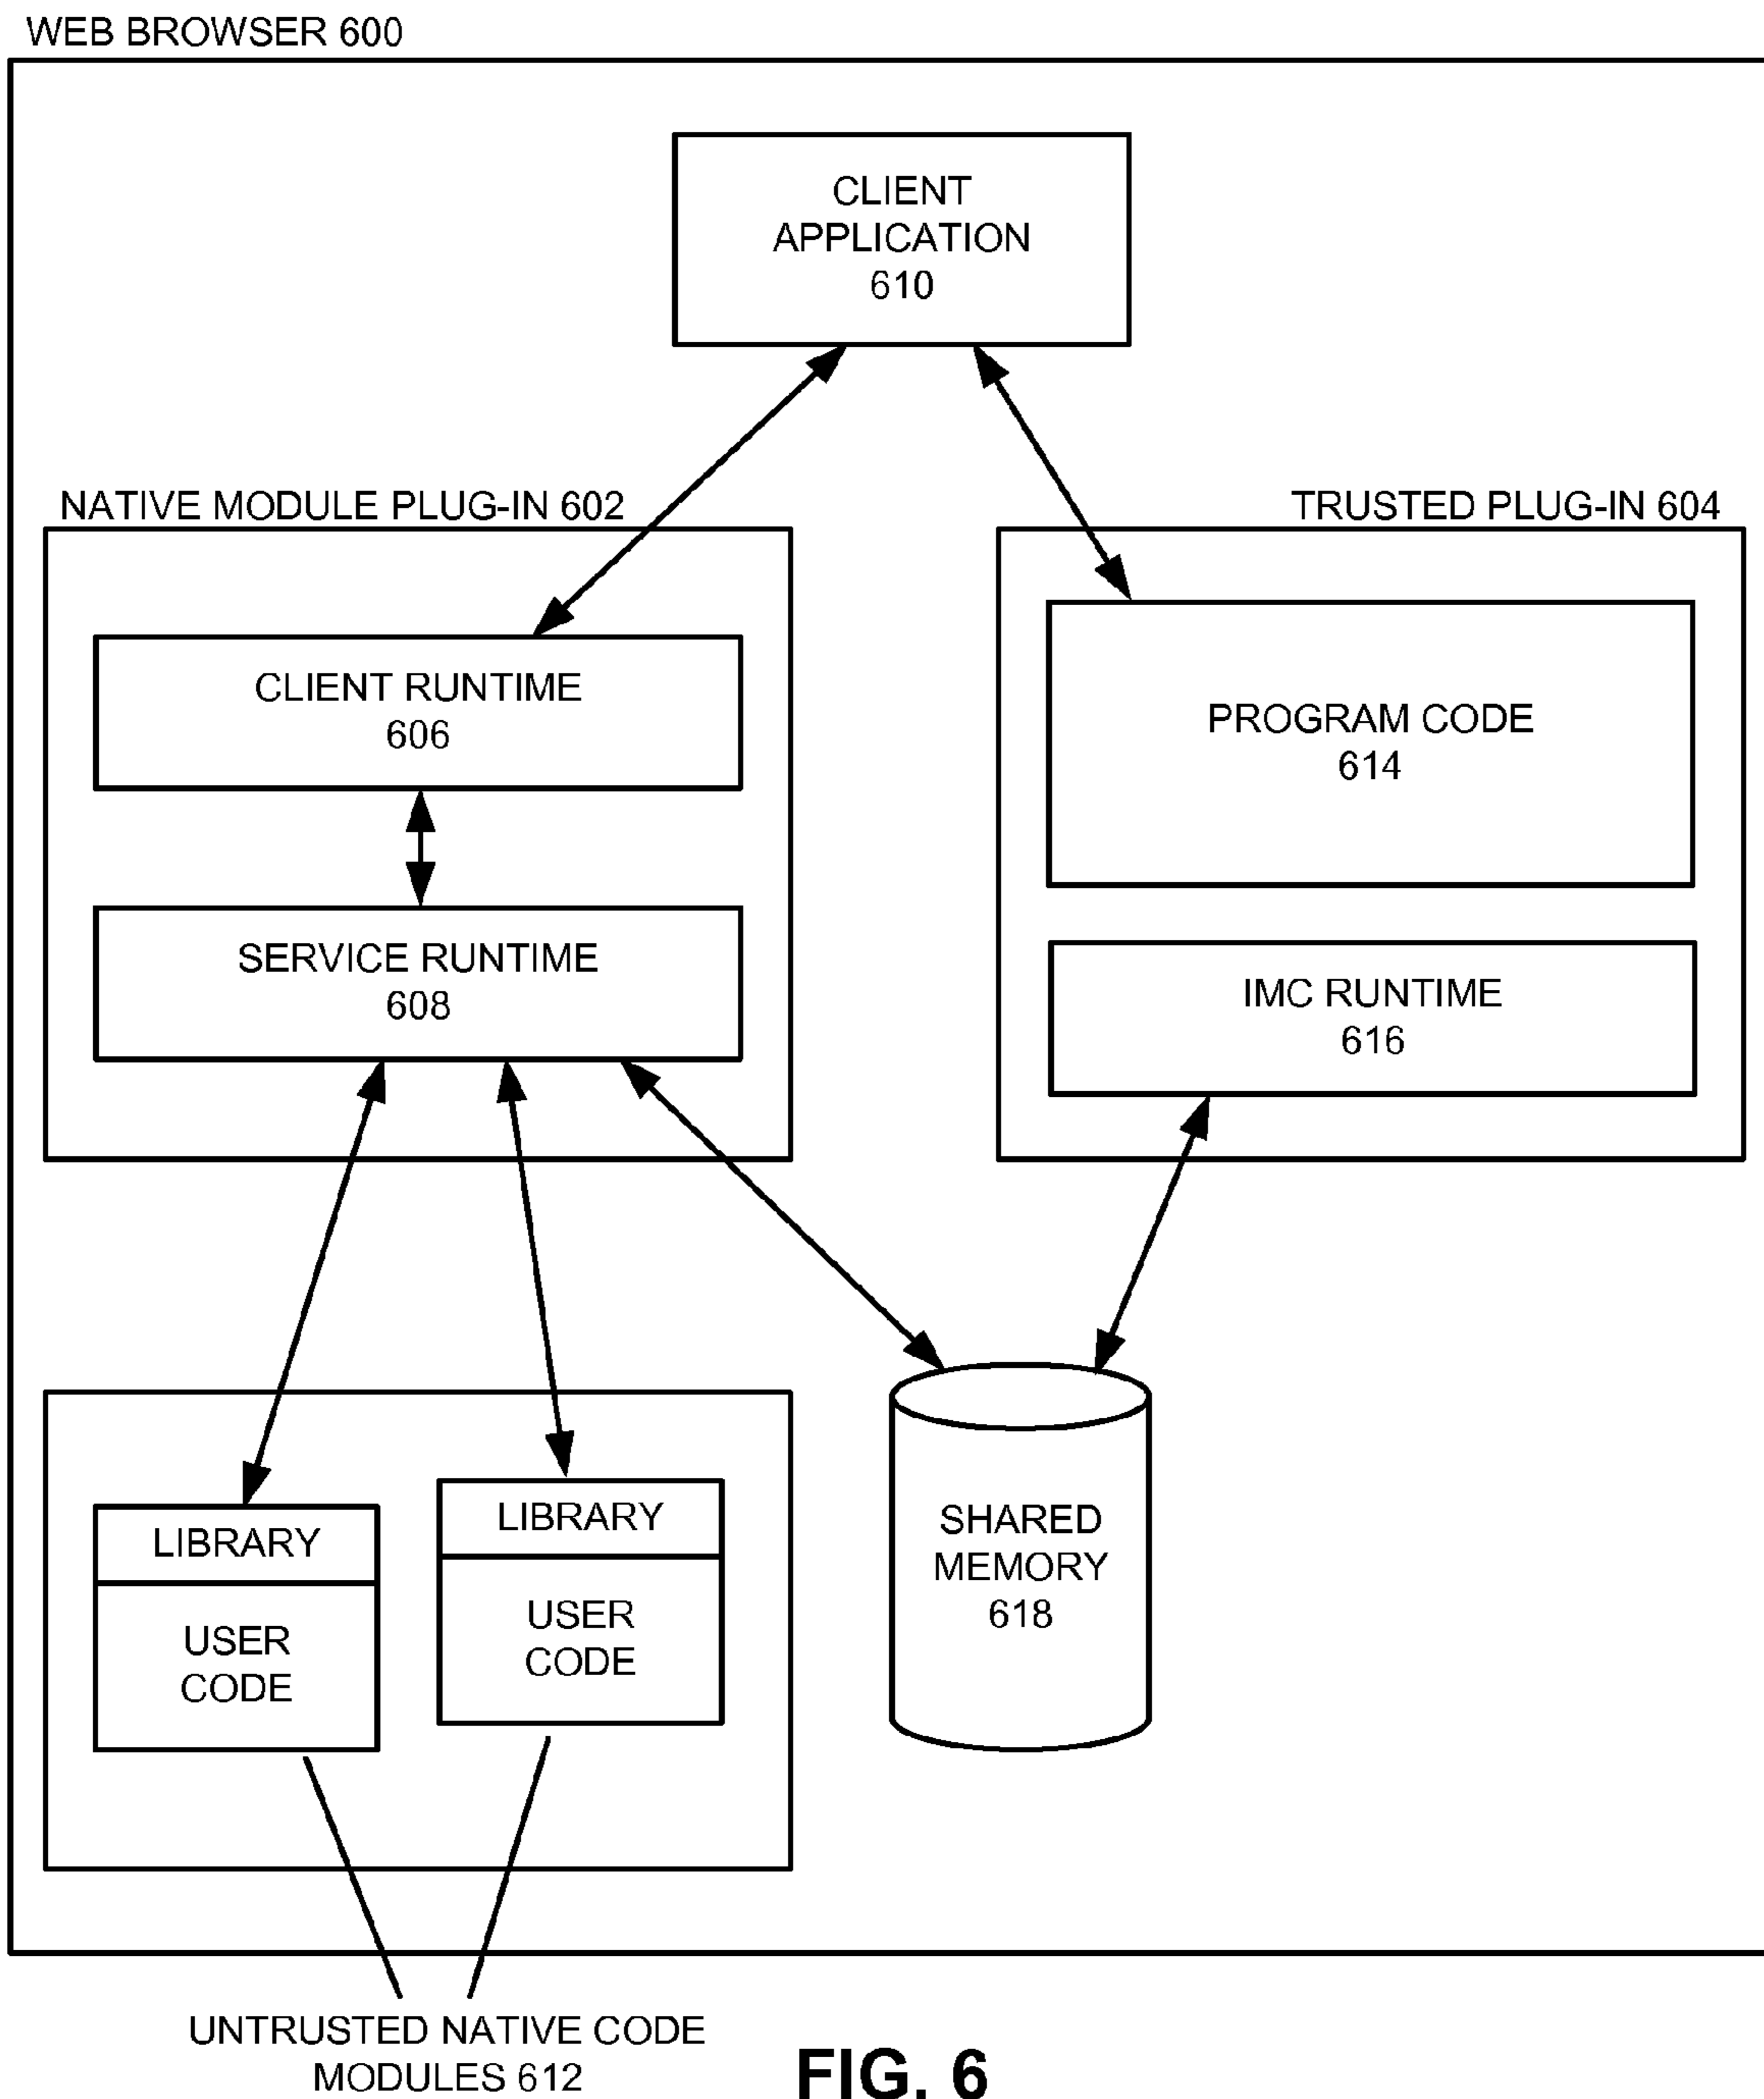 WEB BROWSER 600
CLIENT
APPLICATION
610
NATIVE MODULE PLUG-IN 602
TRUSTED PLUG-IN 604
CLIENT RUNTIME
606
PROGRAM CODE
614
SERVICE RUNTIME
608
IMC RUNTIME
616
LIBRARY
USER
CODE
LIBRARY
USER
CODE
SHARED
MEMORY
618
UNTRUSTED NATIVE CODE
MODULES 612
FIG. 6